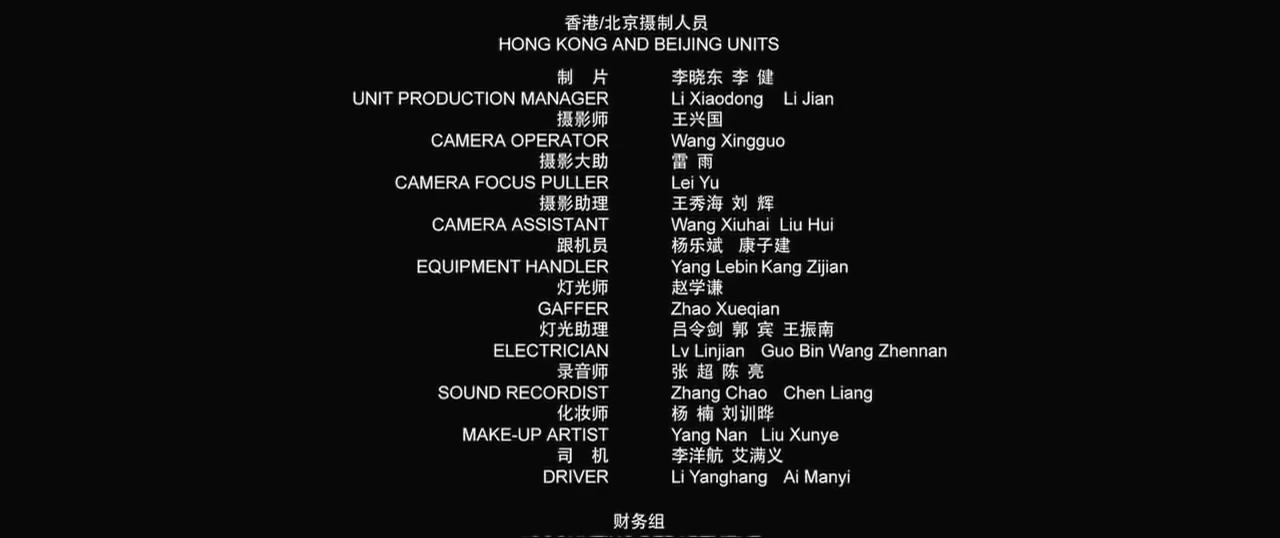 香港/北京摄制人员
HONG KONG AND BEIJING UNITS
制 片 李晓东 李 健
UNIT PRODUCTION MANAGER Li Xiaodong Li Jian
摄影师 王兴国
CAMERA OPERATOR Wang Xingguo
摄影大助 雷 雨
CAMERA FOCUS PULLER Lei Yu
摄影助理 王秀海 刘 辉
CAMERA ASSISTANT Wang Xiuhai Liu Hui
跟机员 杨乐斌 康子建
EQUIPMENT HANDLER Yang Lebin Kang Zijian
灯光师 赵学谦
GAFFER Zhao Xueqian
灯光助理 吕令剑 郭 宾 王振南
ELECTRICIAN Lv Linjian Guo Bin Wang Zhennan
录音师 张 超 陈 亮
SOUND RECORDIST Zhang Chao Chen Liang
化妆师 杨 楠 刘训晔
MAKE-UP ARTIST Yang Nan Liu Xunye
司 机 李洋航 艾满义
DRIVER Li Yanghang Ai Manyi
财务组